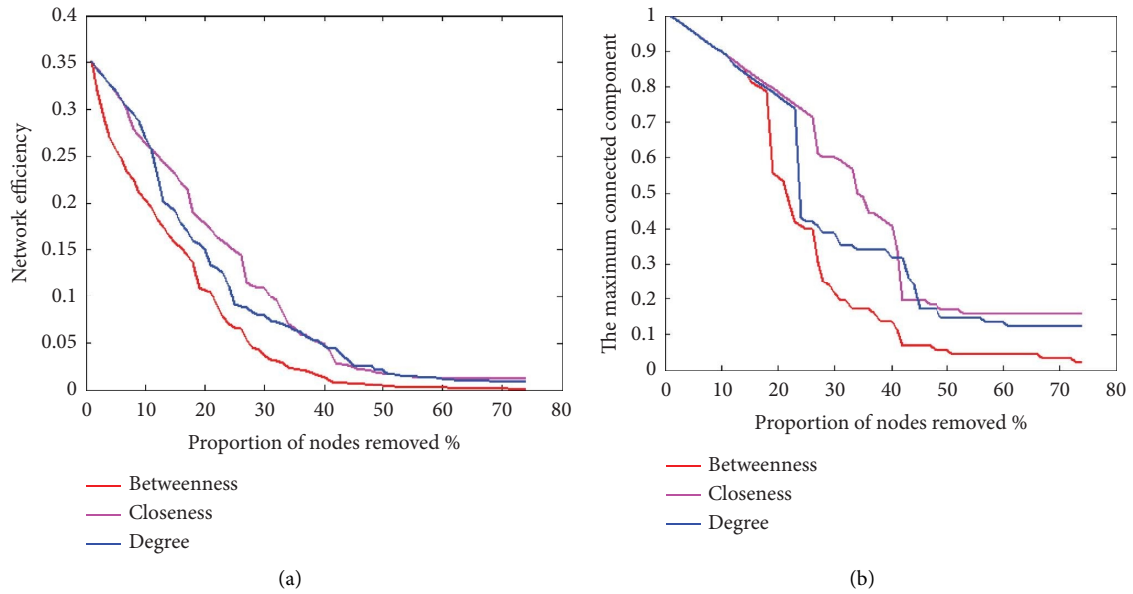 0.4
0.35
0.3
0.25
0.2
0.15
0.1
0.05
0
Network efficiency
0 10 20 30 40 50 60 70 80
Proportion of nodes removed %
Betweenness
Closeness
Degree
(a)
1
0.9
0.8
0.7
0.6
0.5
0.4
0.3
0.2
0.1
0
The maximum connected component
0 10 20 30 40 50 60 70 80
Proportion of nodes removed %
Betweenness
Closeness
Degree
(b)